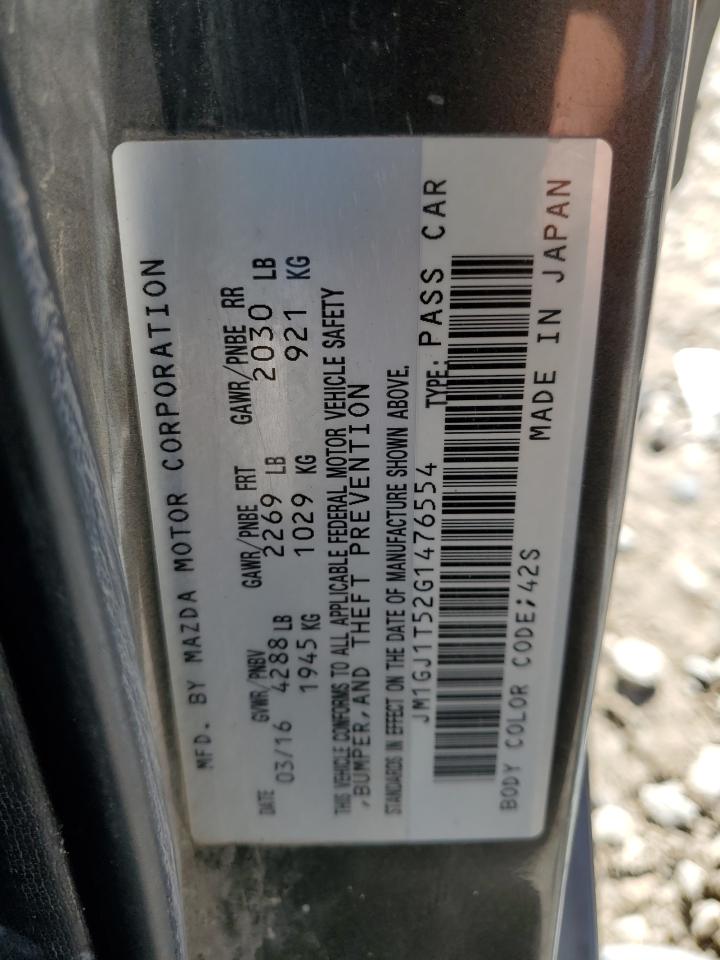 MFD. BY MAZDA MOTOR CORPORATION
DATE GVWR/PNBV GAWR/PNBE FRT GAWR/PNBE RR
03/16 4288 LB 2269 LB 2030 LB
1945 KG 1029 KG 921 KG
THIS VEHICLE CONFORMS TO ALL APPLICABLE FEDERAL MOTOR VEHICLE SAFETY
,BUMPER,AND THEFT PREVENTION
STANDARDS IN EFFECT ON THE DATE OF MANUFACTURE SHOWN ABOVE.
JM1GJ1T52G1476554 TYPE: PASS CAR
BODY COLOR CODE;42S MADE IN JAPAN